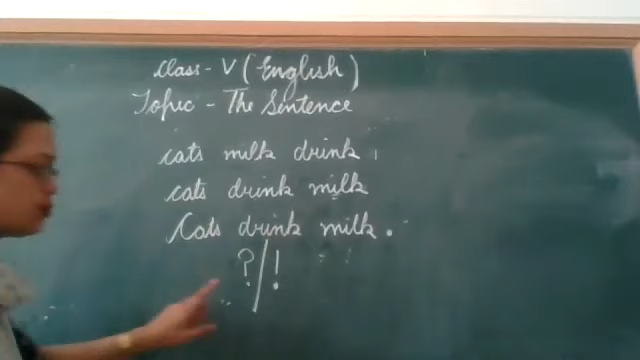 Class - V (English)
Topic - The Sentence
cats milk drink
cats drink milk
Cats drink milk.
?/!